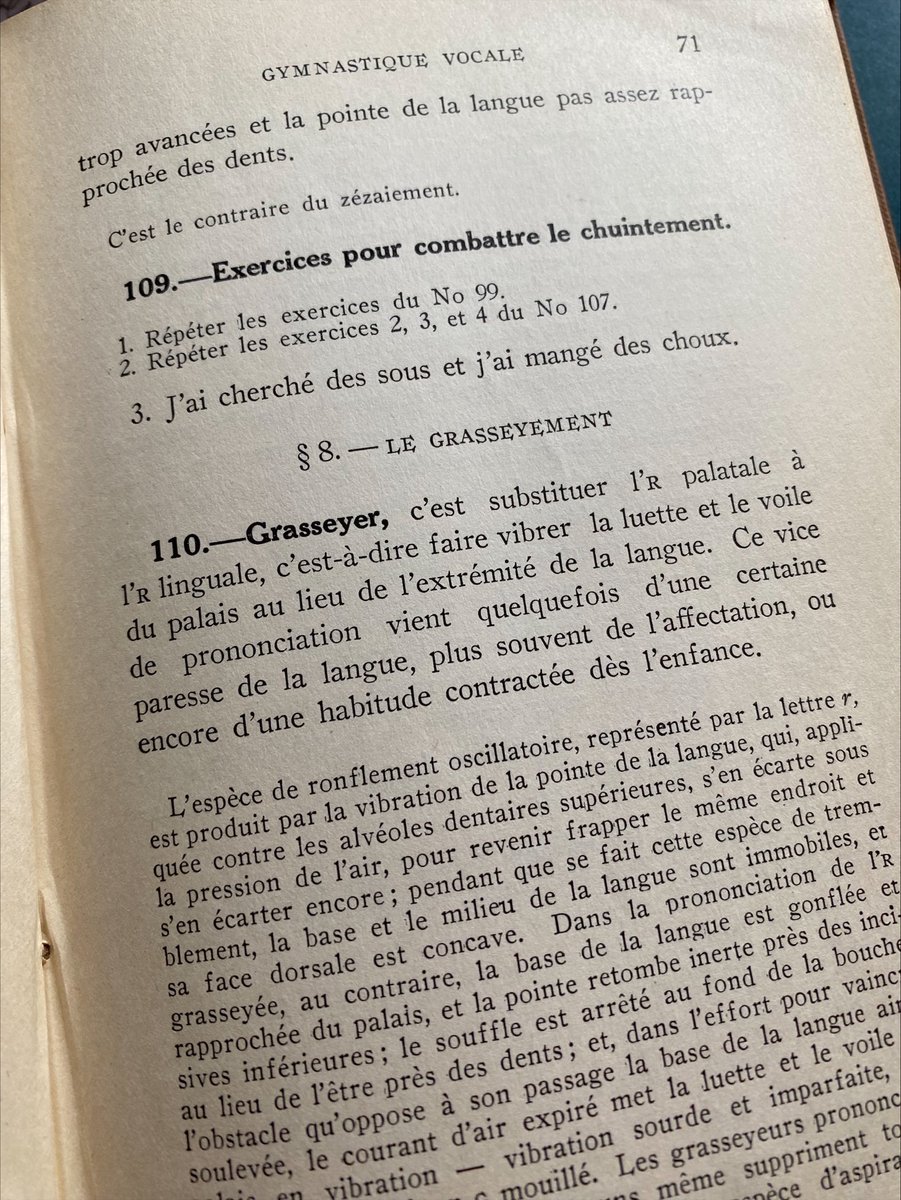 GYMNASTIQUE VOCALE 71
trop avancées et la pointe de la langue pas assez rap-
prochée des dents.
C'est le contraire du zézaiement.
109.—Exercices pour combattre le chuintement.
1. Répéter les exercices du No 99.
2. Répéter les exercices 2, 3, et 4 du No 107.
3. J'ai cherché des sous et j'ai mangé des choux.
§ 8. — LE GRASSEYEMENT
110.—Grasseyer, c'est substituer l'R palatale à
l'R linguale, c'est-à-dire faire vibrer la luette et le voile
du palais au lieu de l'extrémité de la langue. Ce vice
de prononciation vient quelquefois d'une certaine
paresse de la langue, plus souvent de l'affectation, ou
encore d'une habitude contractée dès l'enfance.
L'espèce de ronflement oscillatoire, représenté par la lettre r,
est produit par la vibration de la pointe de la langue, qui, appli-
quée contre les alvéoles dentaires supérieures, s'en écarte sous
la pression de l'air, pour revenir frapper le même endroit et
s'en écarter encore; pendant que se fait cette espèce de trem-
blement, la base et le milieu de la langue sont immobiles, et
sa face dorsale est concave. Dans la prononciation de l'R
grasseyée, au contraire, la base de la langue est gonflée et
rapprochée du palais, et la pointe retombe inerte près des inci-
sives inférieures; le souffle est arrêté au fond de la bouche
au lieu de l'être près des dents; et, dans l'effort pour vainc
l'obstacle qu'oppose à son passage la base de la langue ain
soulevée, le courant d'air expiré met la luette et le voile
en vibration — vibration sourde et imparfaite,
mouillé. Les grasseyeurs prononc
même suppriment to
d'aspira